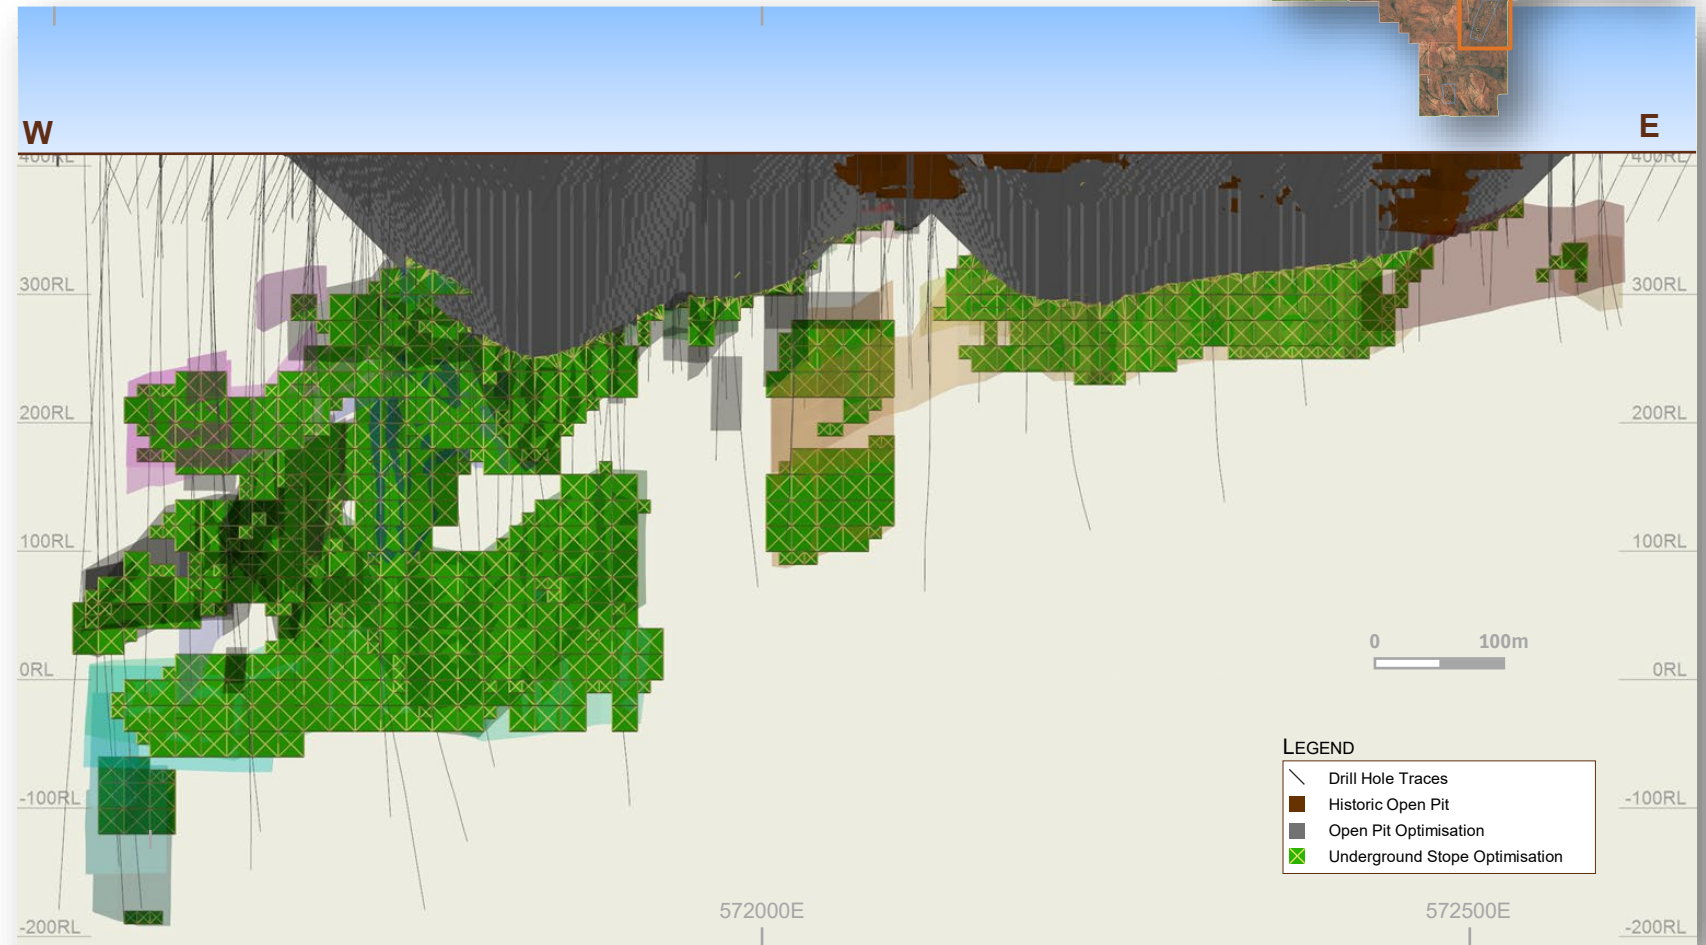 W
E
400RL
400RL
300RL
300RL
200RL
200RL
100RL
100RL
0
100m
0RL
0RL
LEGEND
Drill Hole Traces
Historic Open Pit
Open Pit Optimisation
Underground Stope Optimisation
-100RL
-100RL
572000E
572500E
-200RL
-200RL